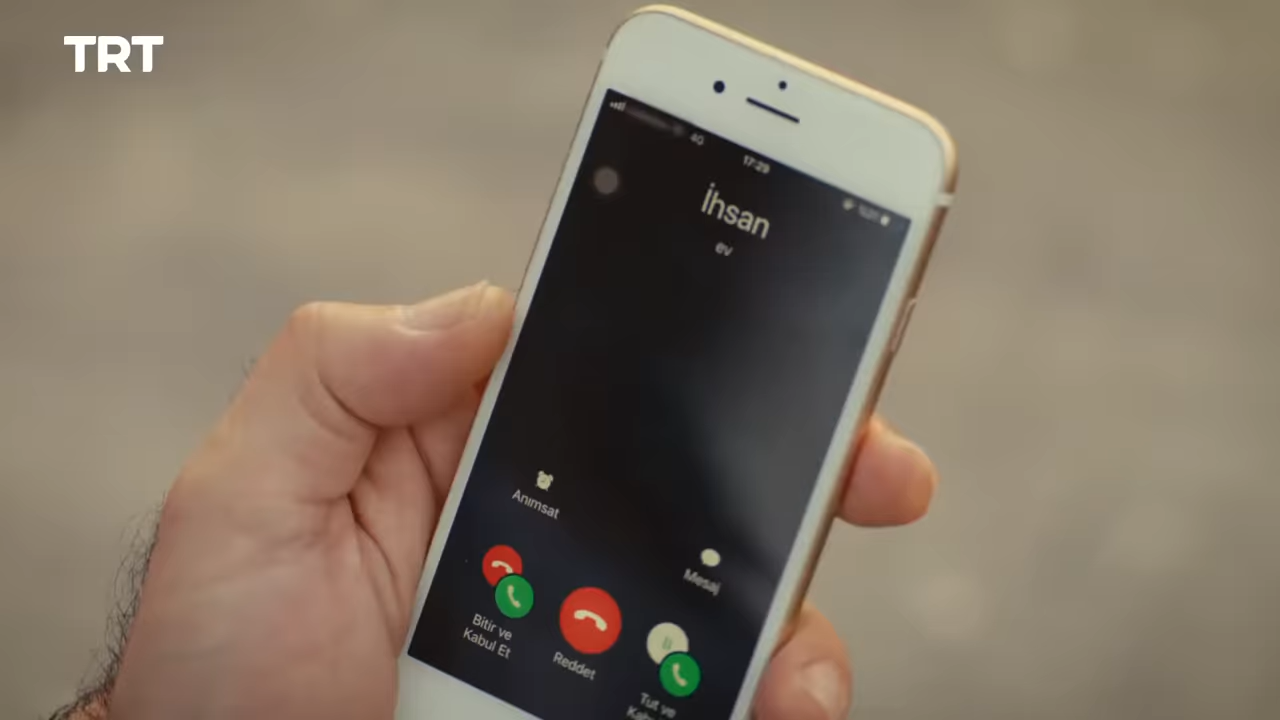 TRT
4G
17:29
İhsan
ev
Anımsat
Mesaj
Bitir ve
Kabul Et
Reddet
Tut ve